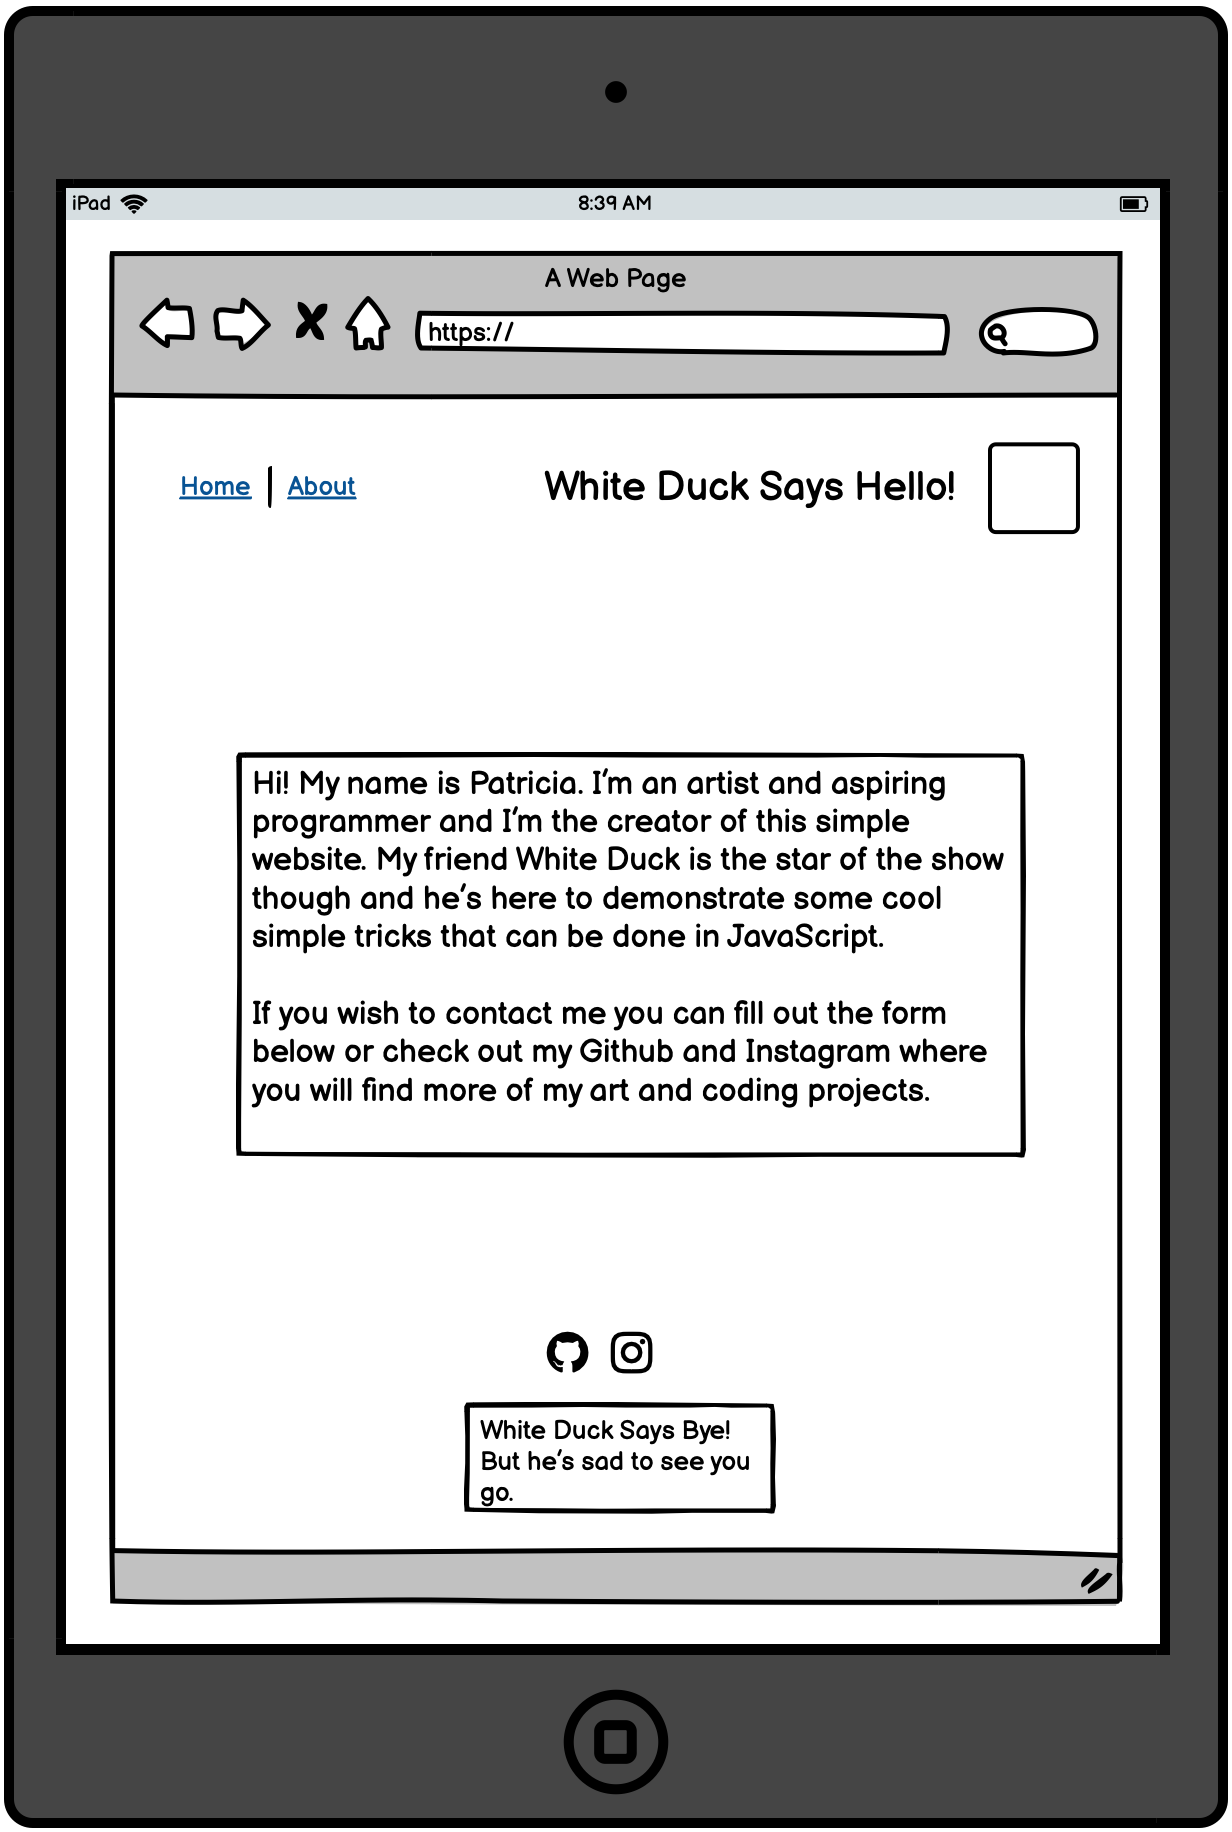 iPad 8:39 AM
A Web Page
https://
Home | About
White Duck Says Hello!
Hi! My name is Patricia. I'm an artist and aspiring
programmer and I'm the creator of this simple
website. My friend White Duck is the star of the show
though and he's here to demonstrate some cool
simple tricks that can be done in JavaScript.
If you wish to contact me you can fill out the form
below or check out my Github and Instagram where
you will find more of my art and coding projects.
White Duck Says Bye!
But he's sad to see you
go.